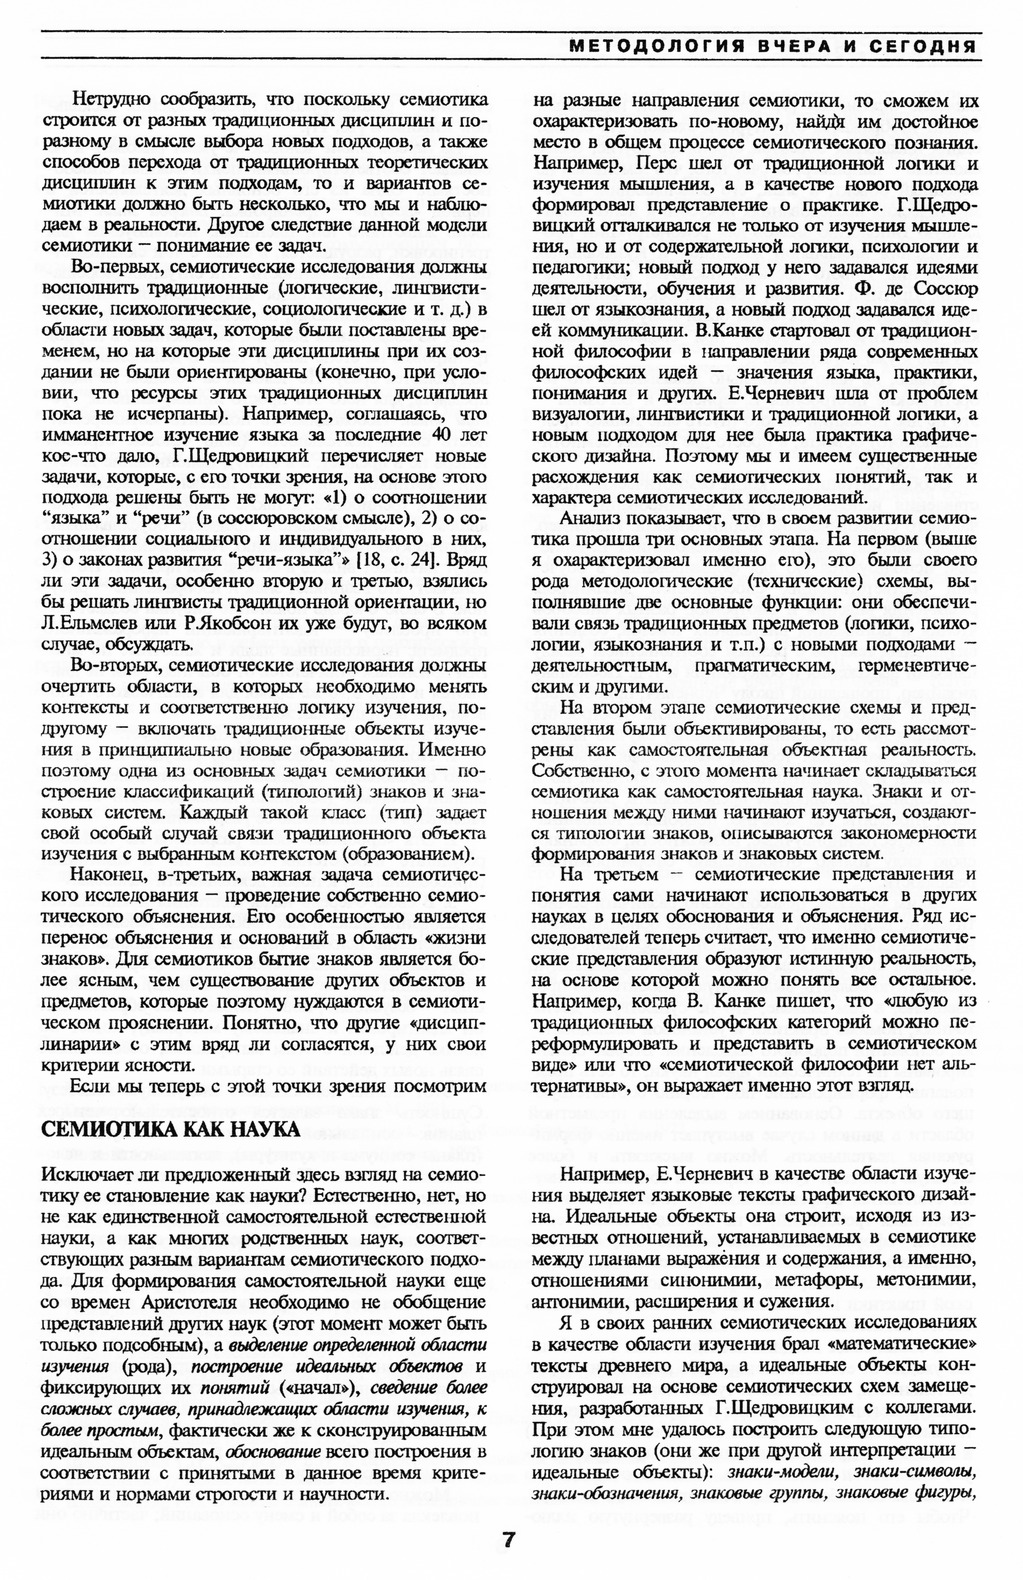 МЕТОДОЛОГИЯ ВЧЕРА И СЕГОДНЯ
Нетрудно сообразить, что поскольку семиотика
строится от разных традиционных дисциплин и по-
разному в смысле выбора новых подходов, а также
способов перехода от традиционных теоретических
дисциплин к этим подходам, то и вариантов се-
миотики должно быть несколько, что мы и наблю-
даем в реальности. Другое следствие данной модели
семиотики — понимание ее задач.
Во-первых, семиотические исследования должны
восполнить традиционные (логические, лингвисти-
ческие, психологические, социологические и т. д.) в
области новых задач, которые были поставлены вре-
менем, но на которые эти дисциплины при их соз-
дании не были ориентированы (конечно, при усло-
вии, что ресурсы этих традиционных дисциплин
пока не исчерпаны). Например, соглашаясь, что
имманентное изучение языка за последние 40 лет
кое-что дало, Г.Щедровицкий перечисляет новые
задачи, которые, с его точки зрения, на основе этого
подхода решены быть не могут: «1) о соотношении
“языка” и “речи” (в соссюровском смысле), 2) о со-
отношении социального и индивидуального в них,
3) о законах развития “речи-языка”» [18, с. 24]. Вряд
ли эти задачи, особенно вторую и третью, взялись
бы решать лингвисты традиционной ориентации, но
Л.Ельмслев или Р.Якобсон их уже будут, во всяком
случае, обсуждать.
Во-вторых, семиотические исследования должны
очертить области, в которых необходимо менять
контексты и соответственно логику изучения, по-
другому — включать традиционные объекты изуче-
ния в принципиально новые образования. Именно
поэтому одна из основных задач семиотики — по-
строение классификаций (типологий) знаков и зна-
ковых систем. Каждый такой класс (тип) задает
свой особый случай связи традиционного объекта
изучения с выбранным контекстом (образованием).
Наконец, в-третьих, важная задача семиотичес-
кого исследования — проведение собственно семио-
тического объяснения. Его особенностью является
перенос объяснения и оснований в область «жизни
знаков». Для семиотиков бытие знаков является бо-
лее ясным, чем существование других объектов и
предметов, которые поэтому нуждаются в семиоти-
ческом прояснении. Понятно, что другие «дисцип-
линарии» с этим вряд ли согласятся, у них свои
критерии ясности.
Если мы теперь с этой точки зрения посмотрим
на разные направления семиотики, то сможем их
охарактеризовать по-новому, найдя им достойное
место в общем процессе семиотического познания.
Например, Перс шел от традиционной логики и
изучения мышления, а в качестве нового подхода
формировал представление о практике. Г.Щедро-
вицкий отталкивался не только от изучения мышле-
ния, но и от содержательной логики, психологии и
педагогики; новый подход у него задавался идеями
деятельности, обучения и развития. Ф. де Соссюр
шел от языкознания, а новый подход задавался иде-
ей коммуникации. В.Канке стартовал от традицион-
ной философии в направлении ряда современных
философских идей — значения языка, практики,
понимания и других. Е.Черневич шла от проблем
визуалогии, лингвистики и традиционной логики, а
новым подходом для нее была практика графиче-
ского дизайна. Поэтому мы и имеем существенные
расхождения как семиотических понятий, так и
характера семиотических исследований.
Анализ показывает, что в своем развитии семио-
тика прошла три основных этапа. На первом (выше
я охарактеризовал именно его), это были своего
рода методологические (технические) схемы, вы-
полнявшие две основные функции: они обеспечи-
вали связь традиционных предметов (логики, психо-
логии, языкознания и т.п.) с новыми подходами —
деятельностным, прагматическим, герменевтиче-
ским и другими.
На втором этапе семиотические схемы и пред-
ставления были объективированы, то есть рассмот-
рены как самостоятельная объектная реальность.
Собственно, с этого момента начинает складываться
семиотика как самостоятельная наука. Знаки и от-
ношения между ними начинают изучаться, создают-
ся типологии знаков, описываются закономерности
формирования знаков и знаковых систем.
На третьем — семиотические представления и
понятия сами начинают использоваться в других
науках в целях обоснования и объяснения. Ряд ис-
следователей теперь считает, что именно семиотиче-
ские представления образуют истинную реальность,
на основе которой можно понять все остальное.
Например, когда В. Канке пишет, что «любую из
традиционных философских категорий можно пе-
реформулировать и представить в семиотическом
виде» или что «семиотической философии нет аль-
тернативы», он выражает именно этот взгляд.
СЕМИОТИКА КАК НАУКА
Исключает ли предложенный здесь взгляд на семио-
тику ее становление как науки? Естественно, нет, но
не как единственной самостоятельной естественной
науки, а как многих родственных наук, соответ-
ствующих разным вариантам семиотического подхо-
да. Для формирования самостоятельной науки еще
со времен Аристотеля необходимо не обобщение
представлений других наук (этот момент может быть
только подсобным), а выделение определенной области
изучения (рода), построение идеальных объектов и
фиксирующих их понятий («начал»), сведение более
сложных случаев, принадлежащих области изучения, к
более простым, фактически же к сконструированным
идеальным объектам, обоснование всего построения в
соответствии с принятыми в данное время крите-
риями и нормами строгости и научности.
Например, Е.Черневич в качестве области изуче-
ния выделяет языковые тексты графического дизай-
на. Идеальные объекты она строит, исходя из из-
вестных отношений, устанавливаемых в семиотике
между планами выражения и содержания, а именно,
отношениями синонимии, метафоры, метонимии,
антонимии, расширения и сужения.
Я в своих ранних семиотических исследованиях
в качестве области изучения брал «математические»
тексты древнего мира, а идеальные объекты кон-
струировал на основе семиотических схем замеще-
ния, разработанных Г.Щедровицким с коллегами.
При этом мне удалось построить следующую типо-
логию знаков (они же при другой интерпретации —
идеальные объекты): знаки-модели, знаки-символы,
знаки-обозначения, знаковые группы, знаковые фигуры,
7